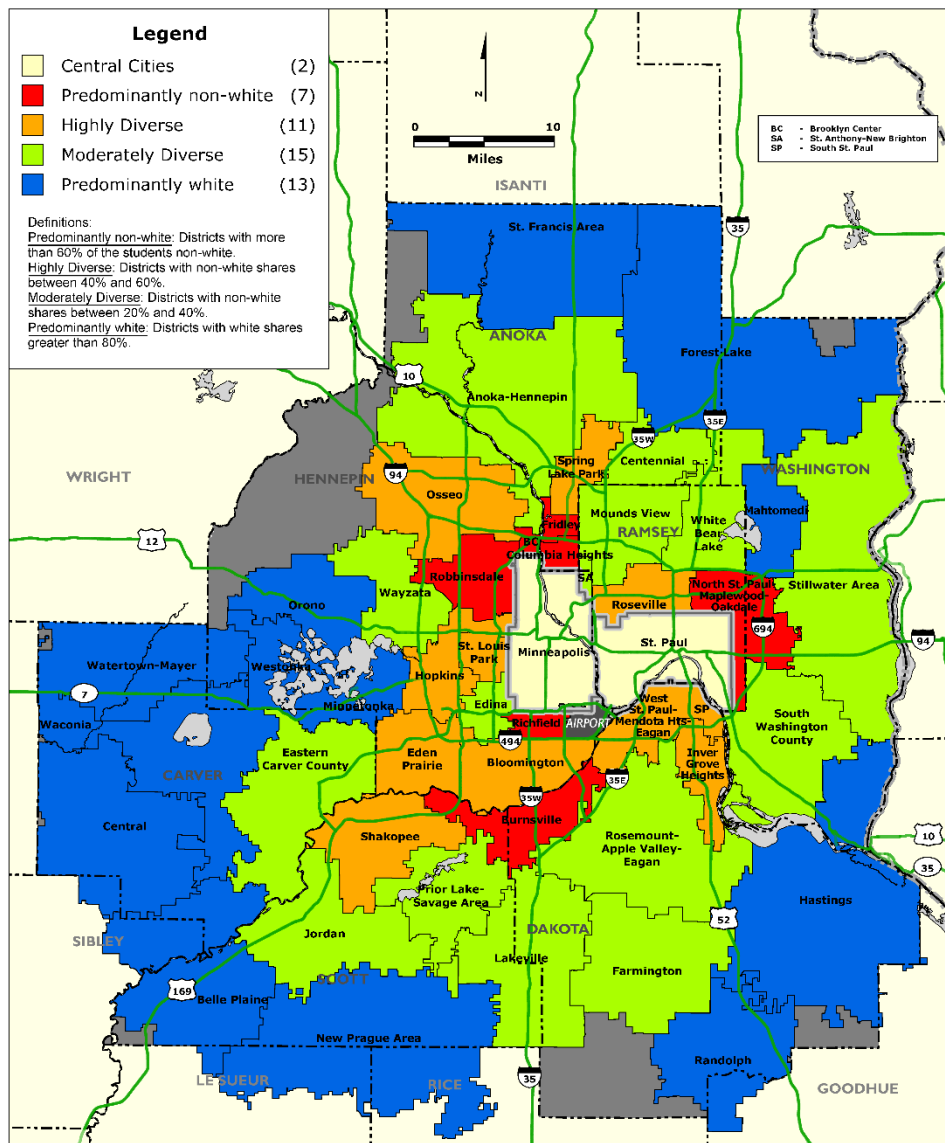 Legend
Central Cities (2)
Predominantly non-white (7)
Highly Diverse (11)
Moderately Diverse (15)
Predominantly white (13)
Definitions:
Predominantly non-white: Districts with more
than 60% of the students non-white.
Highly Diverse: Districts with non-white shares
between 40% and 60%.
Moderately Diverse: Districts with non-white
shares between 20% and 40%.
Predominantly white: Districts with white shares
greater than 80%.
N
0 10
Miles
BC - Brooklyn Center
SA - St. Anthony-New Brighton
SP - South St. Paul
ISANTI
St. Francis Area
35
ANOKA
Forest Lake
10
Anoka-Hennepin
35W
35E
Centennial
Spring
Lake Park
WASHINGTON
WRIGHT
HENNEPIN
94
Osseo
Mounds View
RAMSEY
White
Bear
Lake
Mahtomedi
Fridley
12
BC
Columbia Heights
Robbinsdale
SA
Wayzata
North St. Paul-
Maplewood-
Oakdale
Stillwater Area
Orono
Roseville
694
94
St. Louis
Park
Minneapolis
St. Paul
Watertown-Mayer
Westonka
Hopkins
7
Minnetonka
Edina
West
St. Paul-
Mendota Hts-
Eagan
SP
Waconia
Richfield
AIRPORT
South
Washington
County
494
Eastern
Carver County
Eden
Prairie
Bloomington
Inver
Grove
Heights
CARVER
35E
35W
Central
Burnsville
10
Shakopee
Rosemount-
Apple Valley-
Eagan
35
Prior Lake-
Savage Area
Hastings
52
SIBLEY
Jordan
DAKOTA
Lakeville
SCOTT
Farmington
169
Belle Plaine
New Prague Area
Randolph
LE SUEUR
RICE
35
GOODHUE